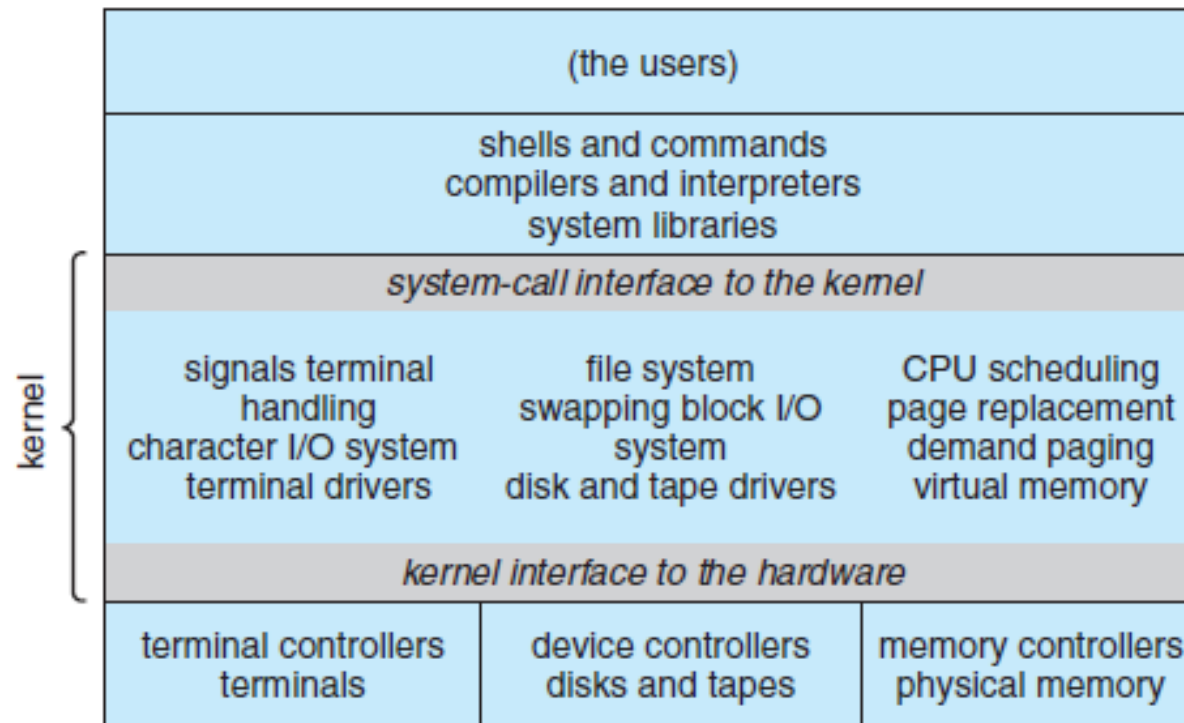 (the users)
shells and commands
compilers and interpreters
system libraries
kernel
system-call interface to the kernel
signals terminal
handling
character I/O system
terminal drivers
file system
swapping block I/O
system
disk and tape drivers
CPU scheduling
page replacement
demand paging
virtual memory
kernel interface to the hardware
terminal controllers
terminals
device controllers
disks and tapes
memory controllers
physical memory